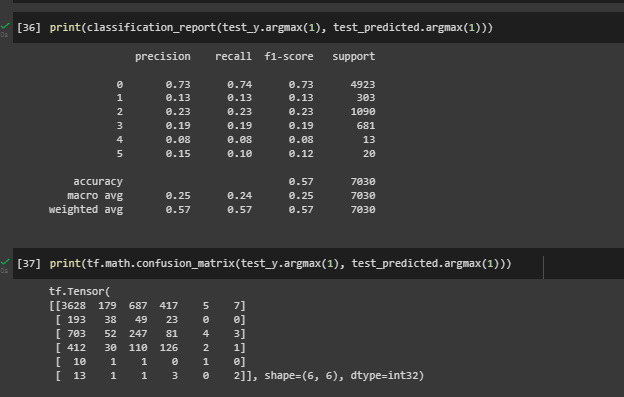 [36] print(classification_report(test_y.argmax(1), test_predicted.argmax(1)))
precision recall f1-score support
0 0.73 0.74 0.73 4923
1 0.13 0.13 0.13 303
2 0.23 0.23 0.23 1090
3 0.19 0.19 0.19 681
4 0.08 0.08 0.08 13
5 0.15 0.10 0.12 20
accuracy 0.57 7030
macro avg 0.25 0.24 0.25 7030
weighted avg 0.57 0.57 0.57 7030
[37] print(tf.math.confusion_matrix(test_y.argmax(1), test_predicted.argmax(1)))
tf.Tensor(
[[3628 179 687 417 5 7]
[ 193 38 49 23 0 0]
[ 703 52 247 81 4 3]
[ 412 30 110 126 2 1]
[ 10 1 1 0 1 0]
[ 13 1 1 3 0 2]], shape=(6, 6), dtype=int32)